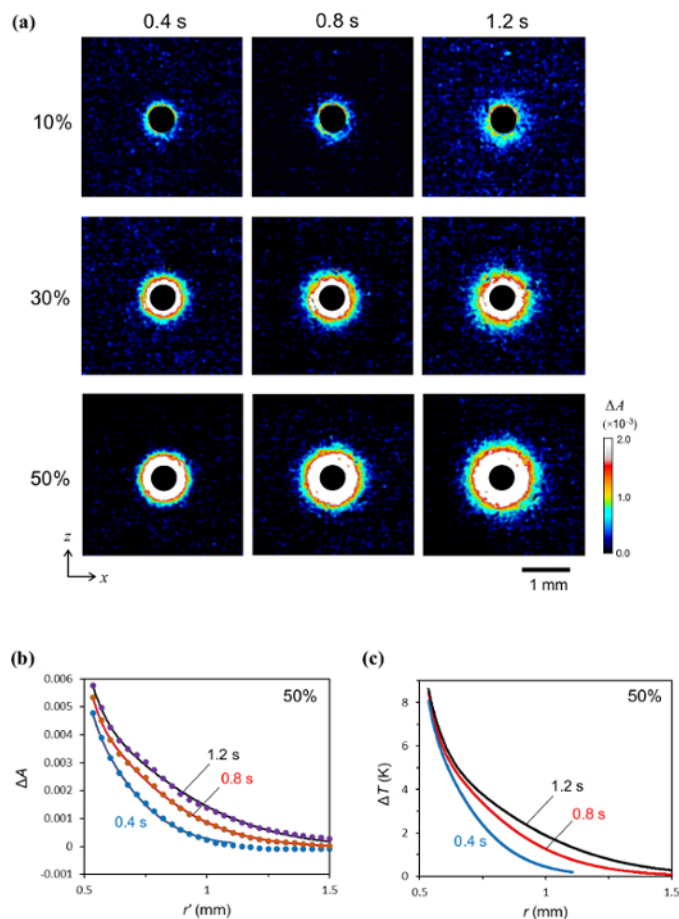 (a)
0.4 s 0.8 s 1.2 s
10%
30%
50%
ΔA
(×10⁻³)
2.0
1.0
0.0
z
x
1 mm
(b)
50%
0.006
0.005
0.004
0.003
0.002
0.001
0
-0.001
ΔA
1.2 s
0.8 s
0.4 s
0.5 1 1.5
r' (mm)
(c)
50%
8
6
4
2
0
ΔT (K)
1.2 s
0.8 s
0.4 s
0.5 1 1.5
r (mm)